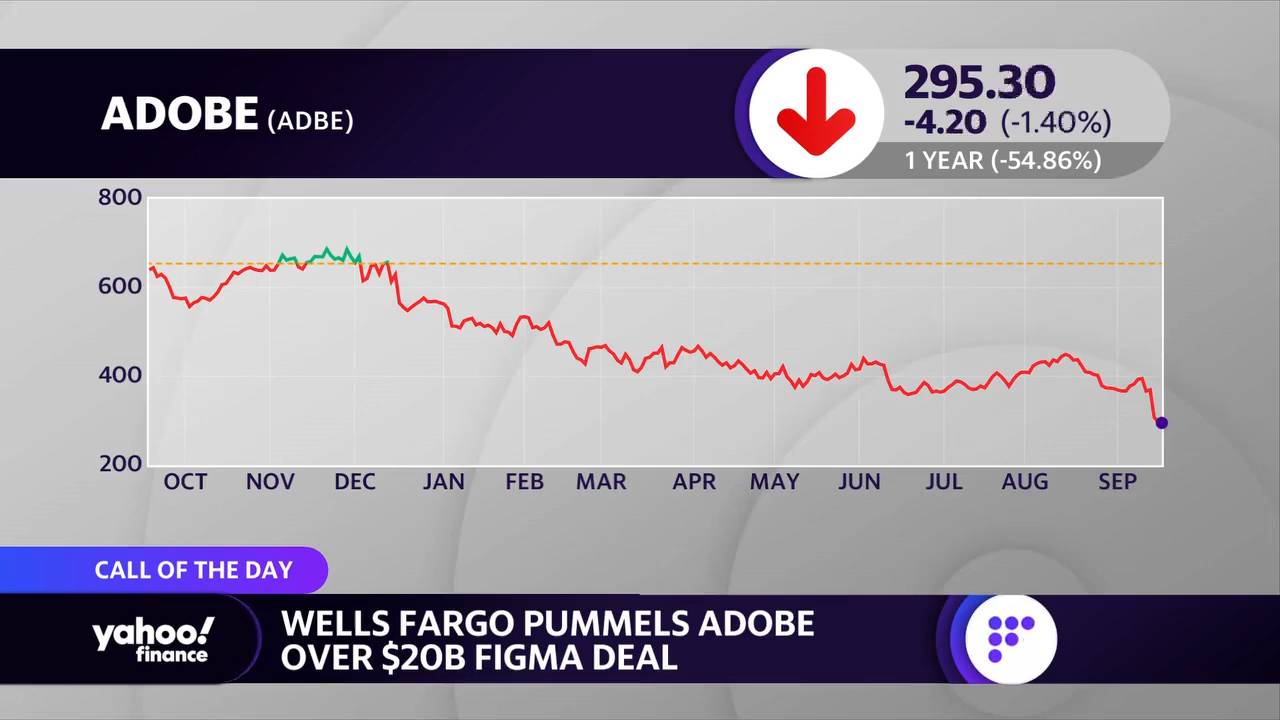 ADOBE (ADBE)
295.30
-4.20 (-1.40%)
1 YEAR (-54.86%)
800
600
400
200
OCT NOV DEC JAN FEB MAR APR MAY JUN JUL AUG SEP
CALL OF THE DAY
yahoo!
finance
WELLS FARGO PUMMELS ADOBE
OVER $20B FIGMA DEAL